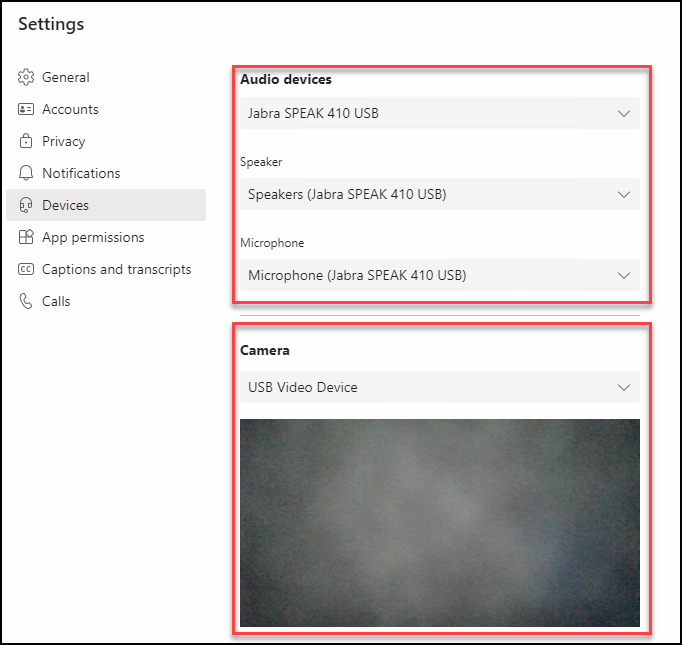 Settings
General
Accounts
Privacy
Notifications
Devices
App permissions
CC Captions and transcripts
Calls
Audio devices
Jabra SPEAK 410 USB
Speaker
Speakers (Jabra SPEAK 410 USB)
Microphone
Microphone (Jabra SPEAK 410 USB)
Camera
USB Video Device